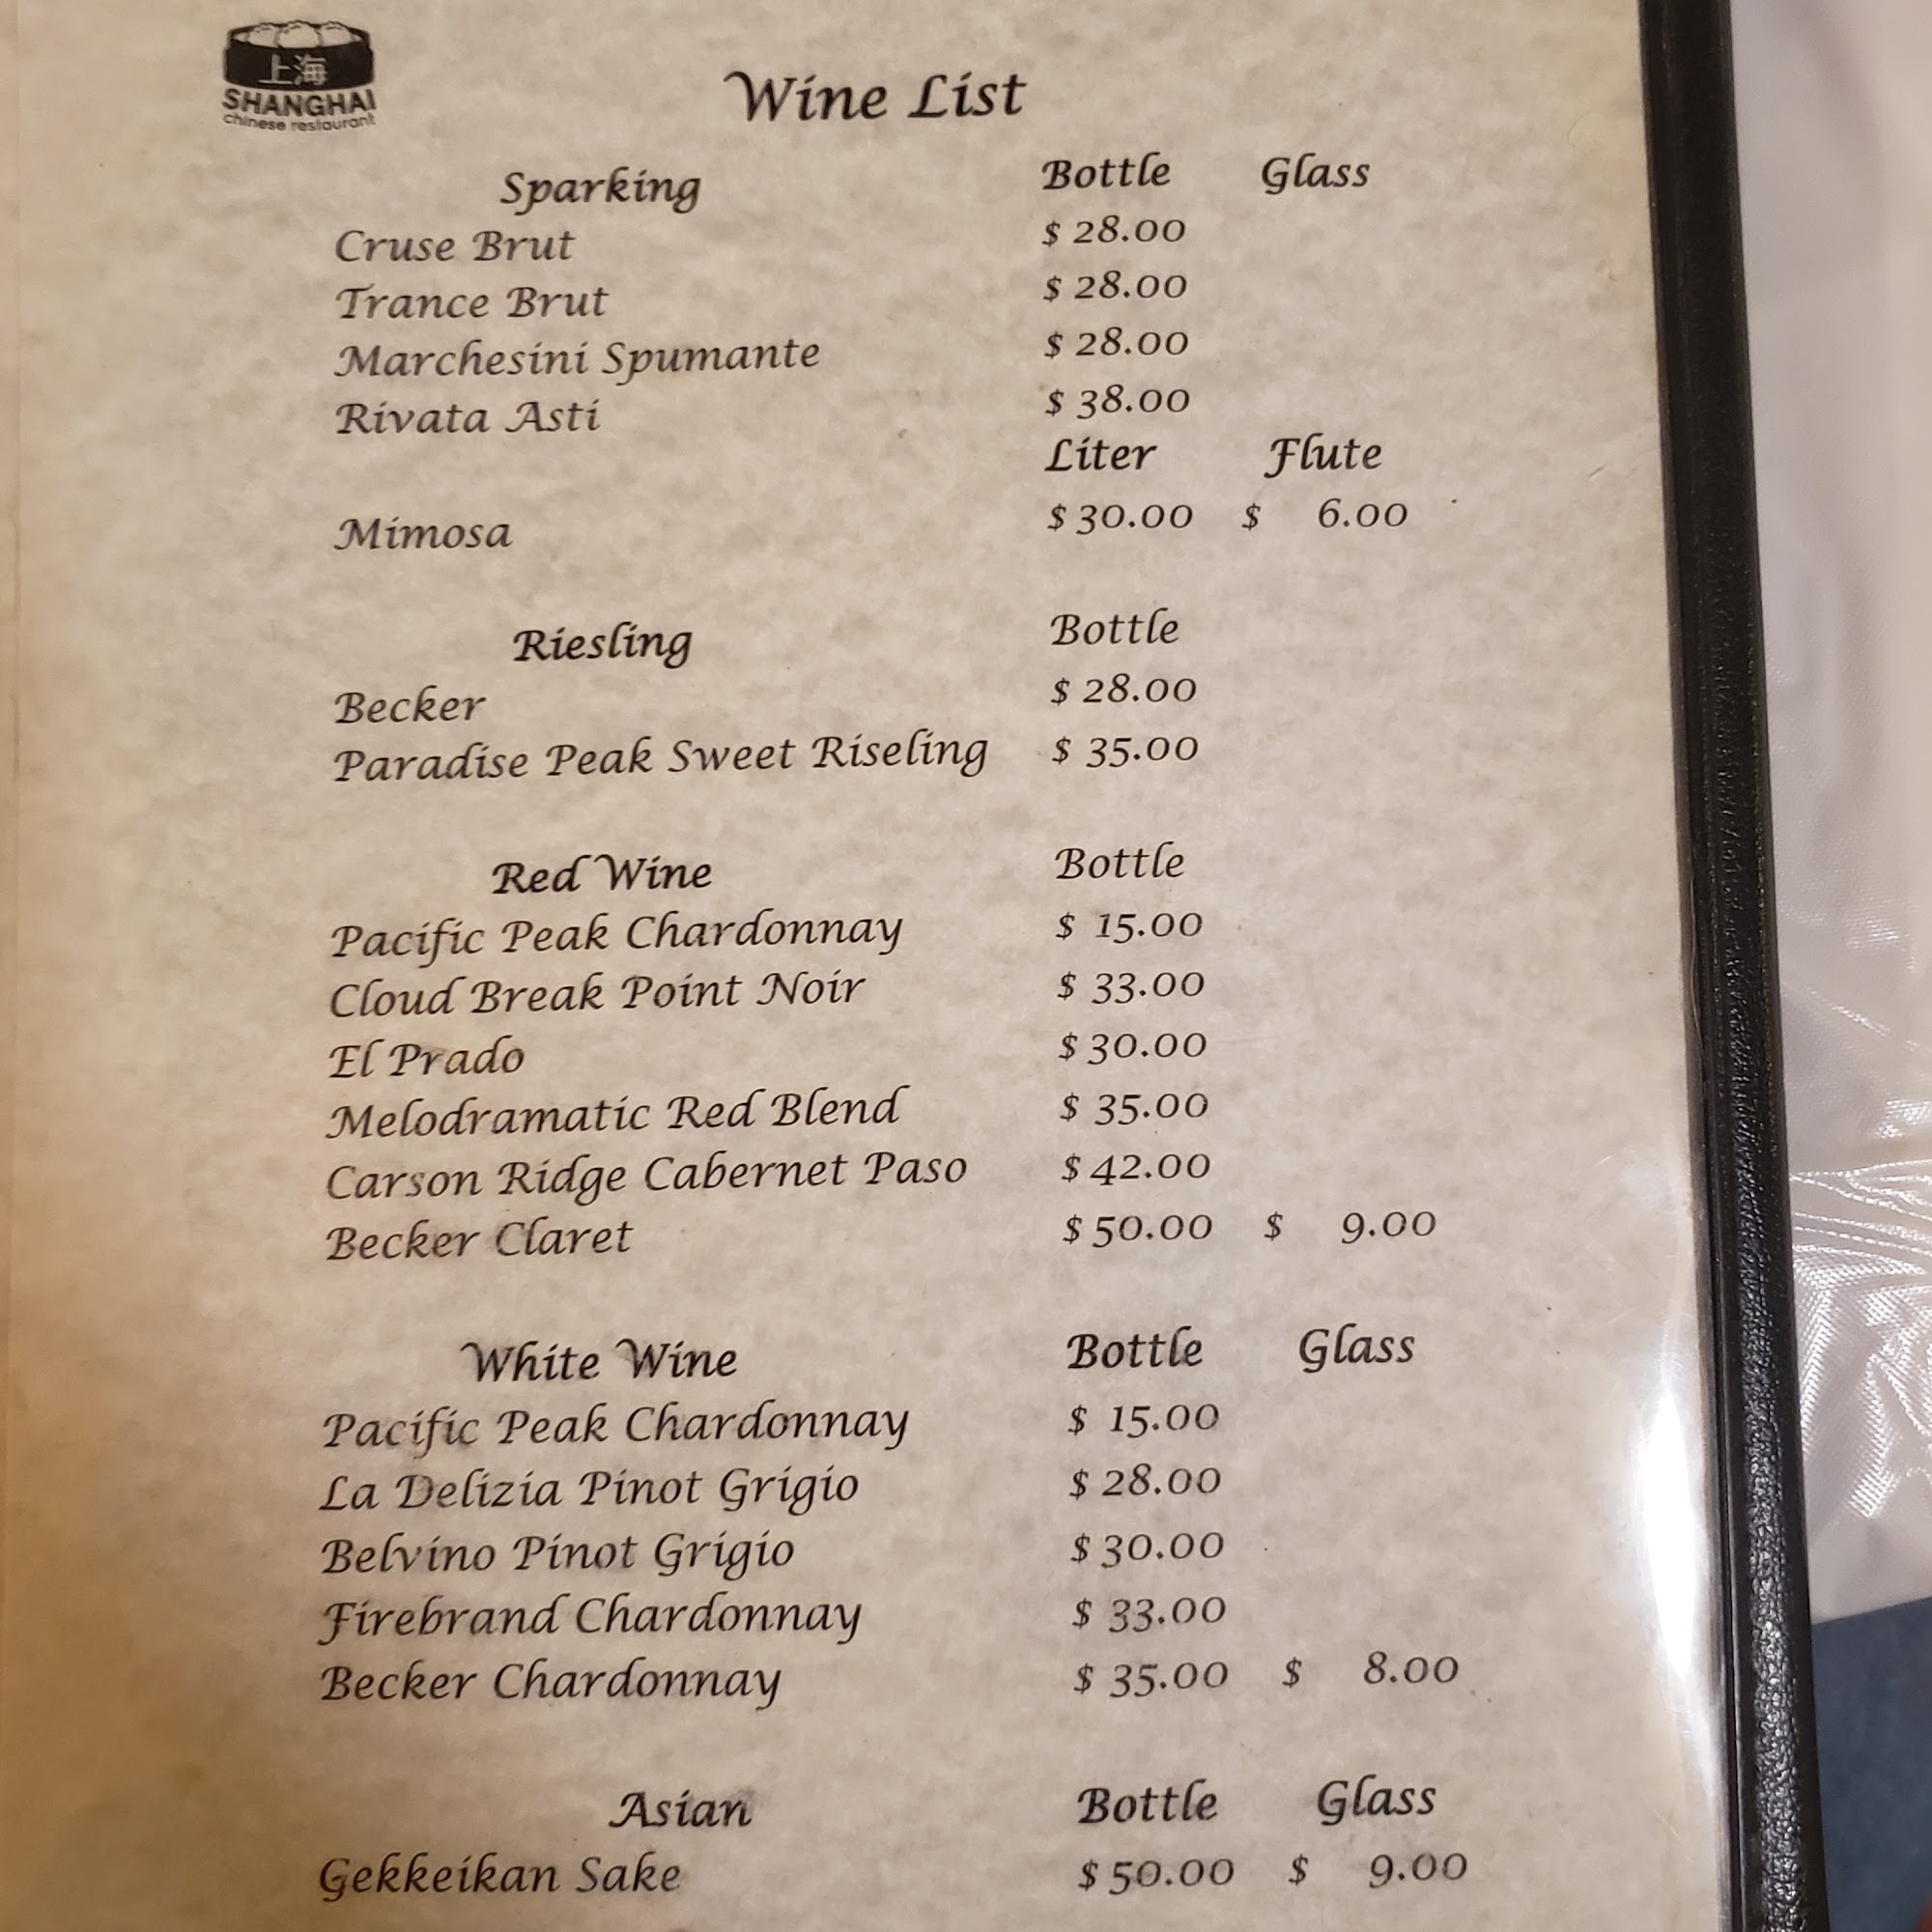 上海
SHANGHAI
chinese restaurant
Wine List
Sparking Bottle Glass
Cruse Brut $ 28.00
Trance Brut $ 28.00
Marchesini Spumante $ 28.00
Rivata Asti $ 38.00
Liter Flute
Mimosa $ 30.00 $ 6.00
Riesling Bottle
Becker $ 28.00
Paradise Peak Sweet Riseling $ 35.00
Red Wine Bottle
Pacific Peak Chardonnay $ 15.00
Cloud Break Point Noir $ 33.00
El Prado $ 30.00
Melodramatic Red Blend $ 35.00
Carson Ridge Cabernet Paso $ 42.00
Becker Claret $ 50.00 $ 9.00
White Wine Bottle Glass
Pacific Peak Chardonnay $ 15.00
La Delizia Pinot Grigio $ 28.00
Belvino Pinot Grigio $ 30.00
Firebrand Chardonnay $ 33.00
Becker Chardonnay $ 35.00 $ 8.00
Asian Bottle Glass
Gekkeikan Sake $ 50.00 $ 9.00